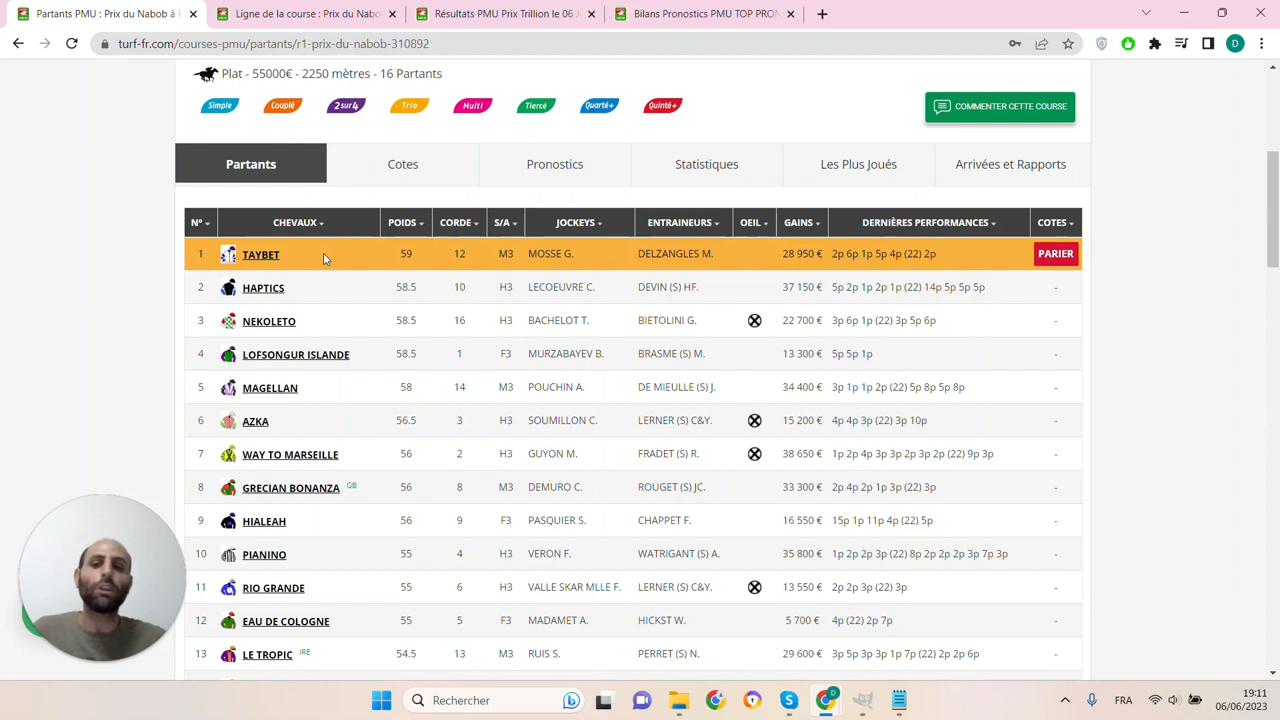 Partants PMU : Prix du Nabob à P
Ligne de la course : Prix du Nabo
Résultats PMU Prix Trillion le 06 J
Bilans Pronostics PMU TOP PRON
turf-fr.com/courses-pmu/partants/r1-prix-du-nabob-310892
D
Plat - 55000€ - 2250 mètres - 16 Partants
Simple Couplé 2sur4 Trio Multi Tiercé Quarté+ Quinté+
COMMENTER CETTE COURSE
Partants Cotes Pronostics Statistiques Les Plus Joués Arrivées et Rapports
N° CHEVAUX POIDS CORDE S/A JOCKEYS ENTRAINEURS OEIL GAINS DERNIÈRES PERFORMANCES COTES
1 TAYBET 59 12 M3 MOSSE G. DELZANGLES M. 28 950 € 2p 6p 1p 5p 4p (22) 2p PARIER
2 HAPTICS 58.5 10 H3 LECOEUVRE C. DEVIN (S) HF. 37 150 € 5p 2p 1p 2p 1p (22) 14p 5p 5p 5p -
3 NEKOLETO 58.5 16 H3 BACHELOT T. BIETOLINI G. 22 700 € 3p 6p 1p (22) 3p 5p 6p -
4 LOFSONGUR ISLANDE 58.5 1 F3 MURZABAYEV B. BRASME (S) M. 13 300 € 5p 5p 1p -
5 MAGELLAN 58 14 M3 POUCHIN A. DE MIEULLE (S) J. 34 400 € 3p 1p 1p 2p (22) 5p 8p 5p 8p -
6 AZKA 56.5 3 H3 SOUMILLON C. LERNER (S) C&Y. 15 200 € 4p 4p 3p (22) 3p 10p -
7 WAY TO MARSEILLE 56 2 H3 GUYON M. FRADET (S) R. 38 650 € 1p 2p 4p 3p 3p 2p 3p 2p (22) 9p 3p -
8 GRECIAN BONANZA GB 56 8 M3 DEMURO C. ROUGET (S) JC. 33 300 € 2p 4p 2p 1p 3p (22) 3p -
9 HIALEAH 56 9 F3 PASQUIER S. CHAPPET F. 16 550 € 15p 1p 11p 4p (22) 5p -
10 PIANINO 55 4 H3 VERON F. WATRIGANT (S) A. 35 800 € 1p 2p 2p 3p (22) 8p 2p 2p 2p 3p 7p 3p -
11 RIO GRANDE 55 6 H3 VALLE SKAR MLLE F. LERNER (S) C&Y. 13 550 € 2p 2p 3p (22) 3p -
12 EAU DE COLOGNE 55 5 F3 MADAMET A. HICKST W. 5 700 € 4p (22) 2p 7p -
13 LE TROPIC IRE 54.5 13 M3 RUIS S. PERRET (S) N. 29 600 € 3p 5p 3p 3p 1p 7p (22) 2p 2p 6p -
Rechercher
FRA
19:11
06/06/2023